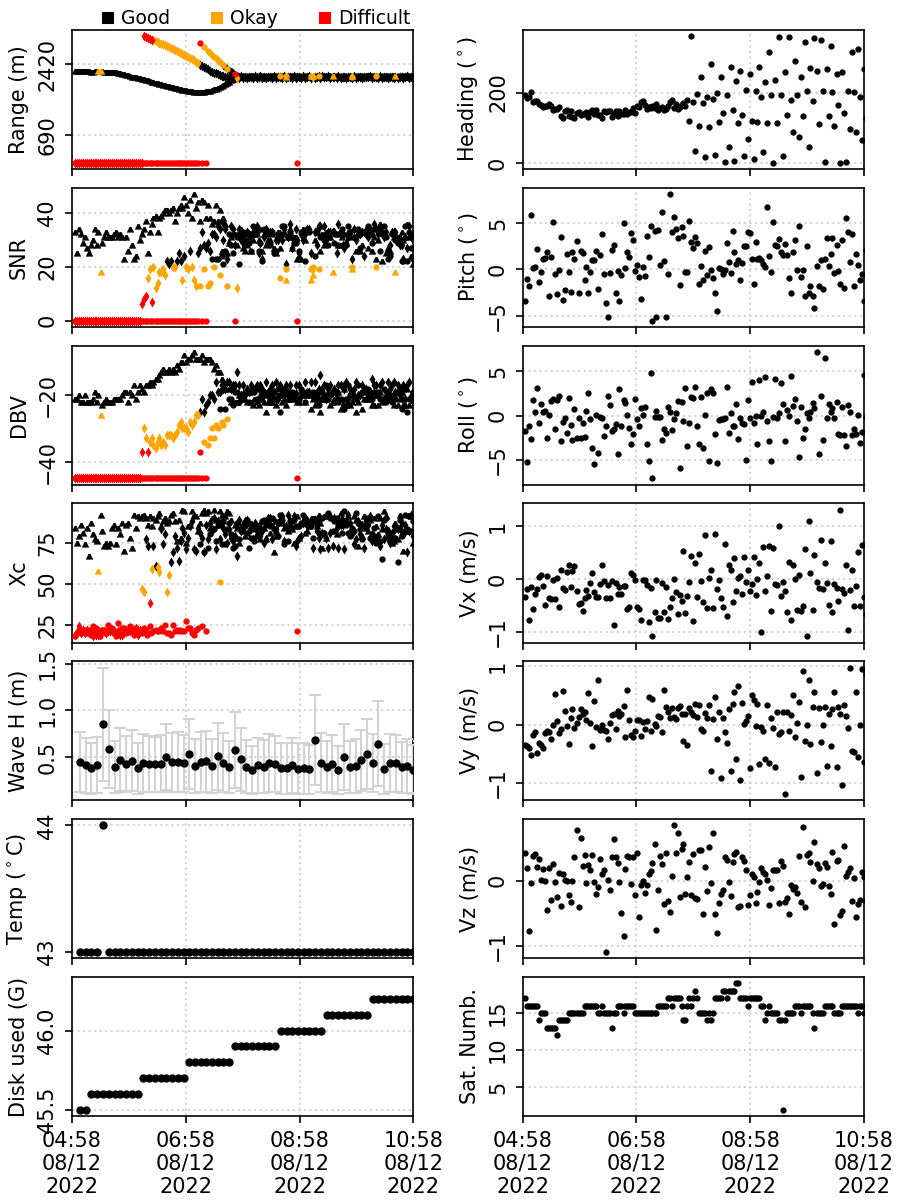 Good Okay Difficult
Range (m)
2420
690
Heading (°)
200
0
SNR
40
20
0
Pitch (°)
5
0
−5
DBV
−20
−40
Roll (°)
5
0
−5
Xc
75
50
25
Vx (m/s)
1
0
−1
Wave H (m)
1.5
1.0
0.5
Vy (m/s)
1
0
−1
Temp (°C)
44
43
Vz (m/s)
0
−1
Disk used (G)
46.0
45.5
Sat. Numb.
15
10
5
04:58 06:58 08:58 10:58
08/12 08/12 08/12 08/12
2022 2022 2022 2022
04:58 06:58 08:58 10:58
08/12 08/12 08/12 08/12
2022 2022 2022 2022